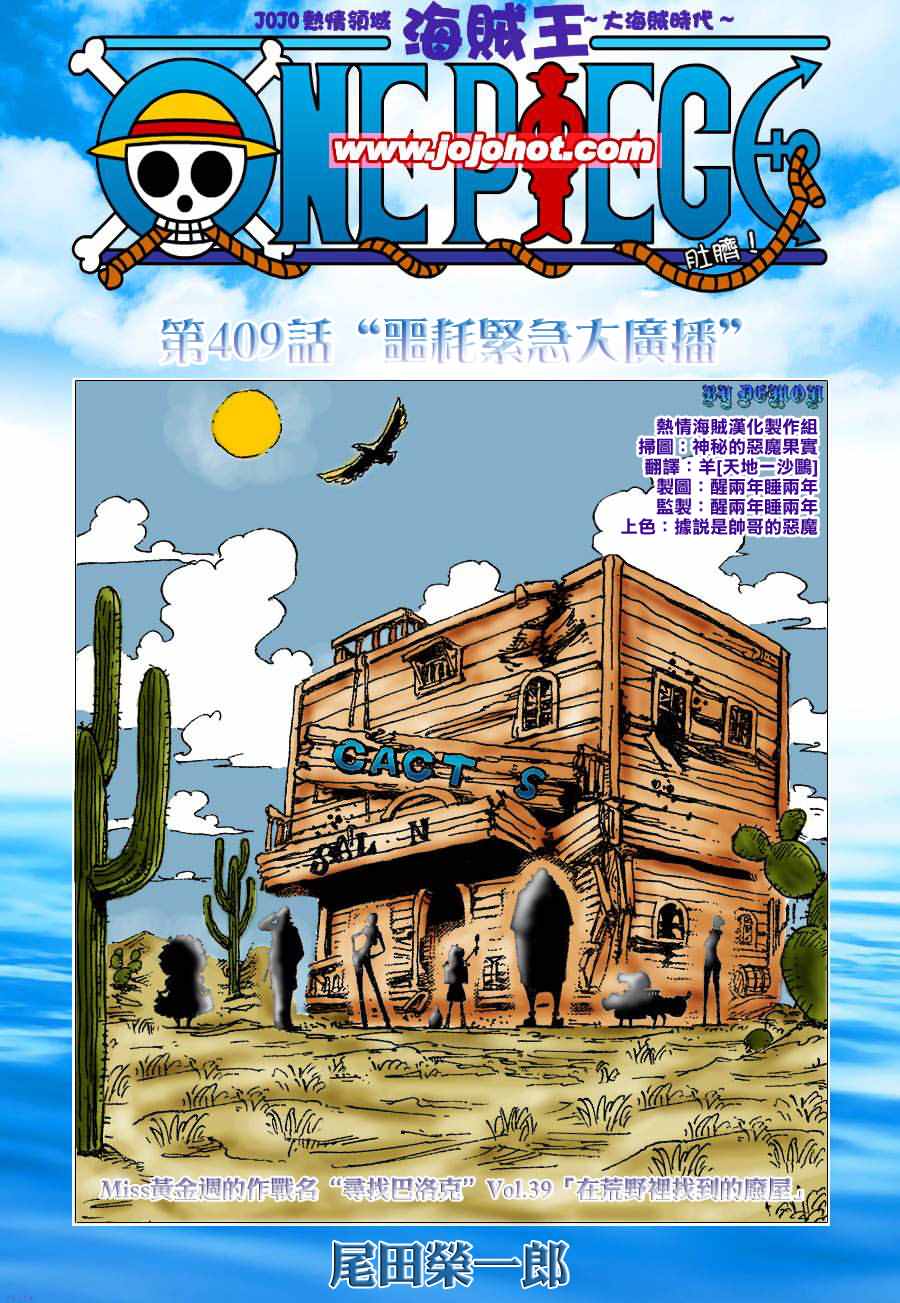 JOJO 熱情領域 海賊王 ~大海賊時代~
ONE PIECE
www.jojohot.com
肚臍！
第409話“噩耗緊急大廣播”
BY DEMON
熱情海賊漢化製作組
掃圖：神秘的惡魔果實
翻譯：羊[天地一沙鷗]
製圖：醒兩年睡兩年
監製：醒兩年睡兩年
上色：據説是帥哥的惡魔
CACT S
SAL N
Miss黃金週的作戰名“尋找巴洛克”Vol.39『在荒野裡找到的廢屋』
尾田榮一郎